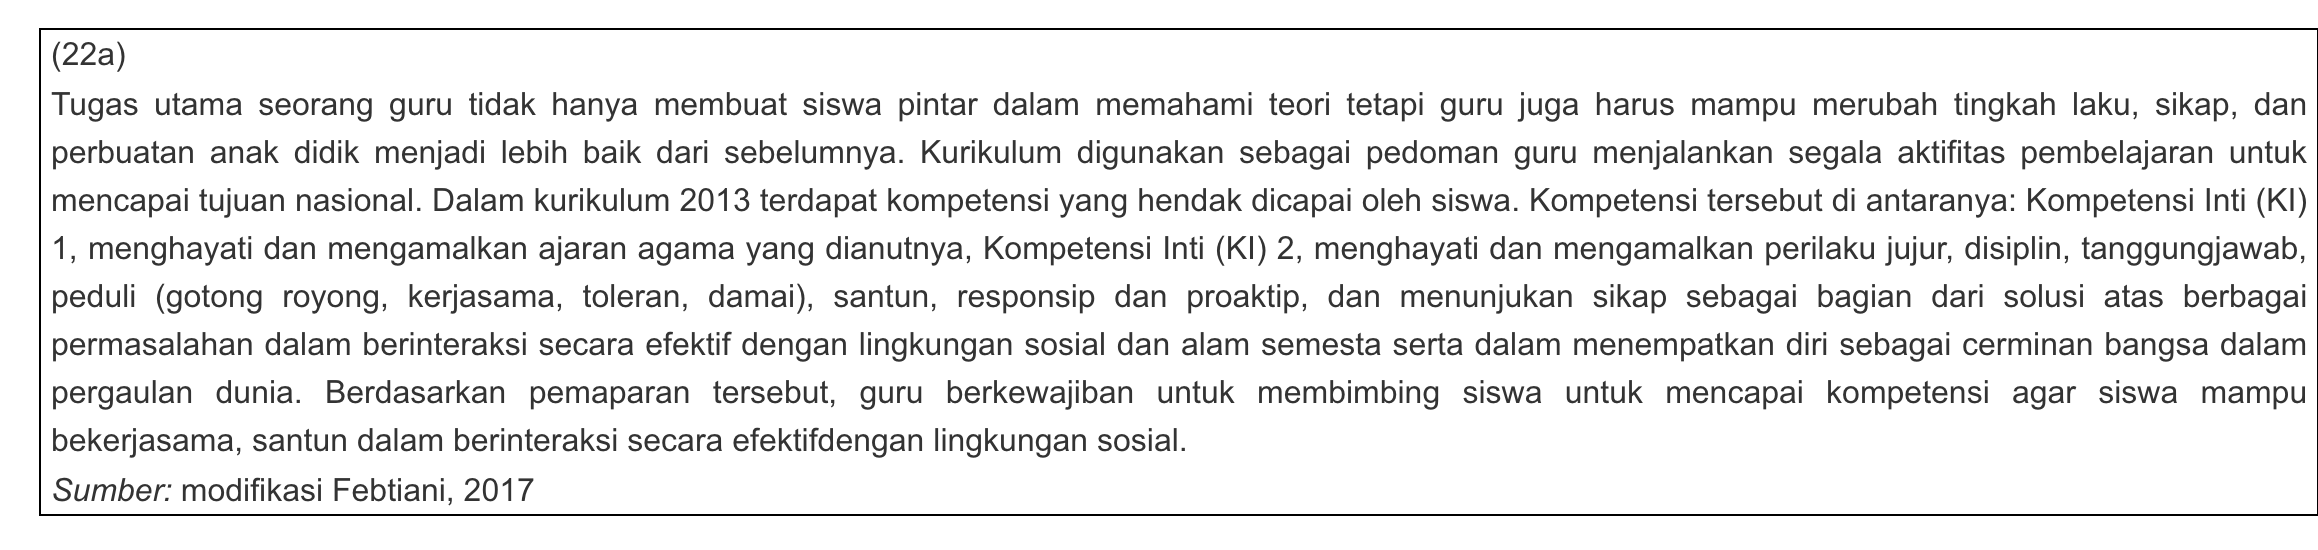 (22a)
Tugas utama seorang guru tidak hanya membuat siswa pintar dalam memahami teori tetapi guru juga harus mampu merubah tingkah laku, sikap, dan
perbuatan anak didik menjadi lebih baik dari sebelumnya. Kurikulum digunakan sebagai pedoman guru menjalankan segala aktifitas pembelajaran untuk
mencapai tujuan nasional. Dalam kurikulum 2013 terdapat kompetensi yang hendak dicapai oleh siswa. Kompetensi tersebut di antaranya: Kompetensi Inti (KI)
1, menghayati dan mengamalkan ajaran agama yang dianutnya, Kompetensi Inti (KI) 2, menghayati dan mengamalkan perilaku jujur, disiplin, tanggungjawab,
peduli (gotong royong, kerjasama, toleran, damai), santun, responsip dan proaktip, dan menunjukan sikap sebagai bagian dari solusi atas berbagai
permasalahan dalam berinteraksi secara efektif dengan lingkungan sosial dan alam semesta serta dalam menempatkan diri sebagai cerminan bangsa dalam
pergaulan dunia. Berdasarkan pemaparan tersebut, guru berkewajiban untuk membimbing siswa untuk mencapai kompetensi agar siswa mampu
bekerjasama, santun dalam berinteraksi secara efektifdengan lingkungan sosial.
Sumber: modifikasi Febtiani, 2017